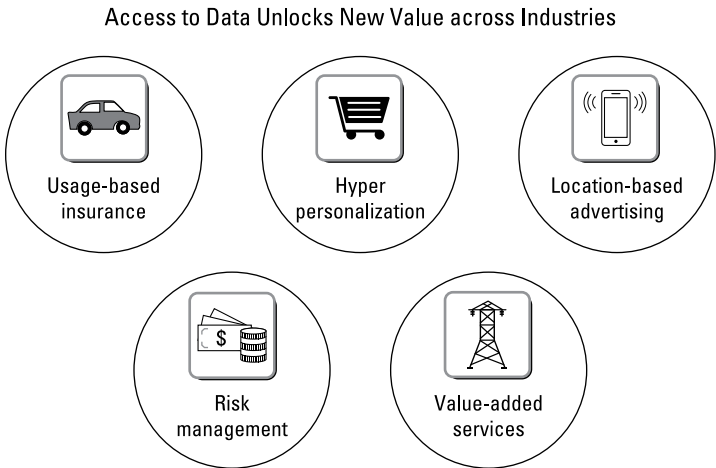 Access to Data Unlocks New Value across Industries
Usage-based
insurance
Hyper
personalization
Location-based
advertising
$
Risk
management
Value-added
services